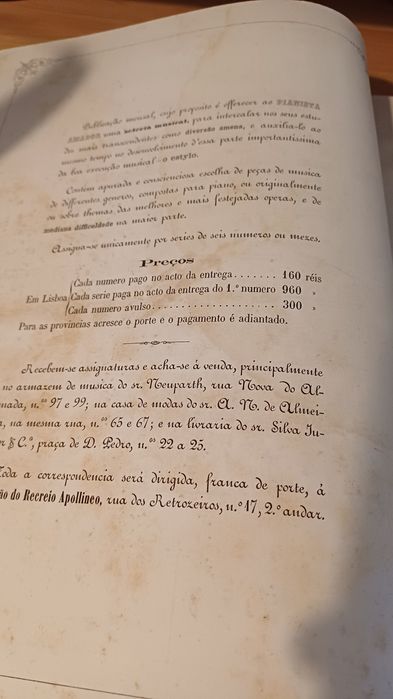 Publicação mensal, cujo proposito é offerecer ao PIANISTA
AMADOR uma selecta musical, para intercalar nos seus estu-
dos mais transcendentes como diversão amena, e auxilia-lo ao
mesmo tempo no desenvolvimento d'essa parte importantissima
da boa execução musical – o estylo.
Contém apurada e conscienciosa escolha de peças de musica
de differentes generos, compostas para piano, ou originalmente
ou sobre themas das melhores e mais festejadas operas, e de
mediana difficuldade na maior parte.
Assigna-se unicamente por series de seis numeros ou mezes.
Preços
Em Lisboa
Cada numero pago no acto da entrega....... 160 réis
Cada serie paga no acto da entrega do 1.º numero 960 »
Cada numero avulso.................... 300 »
Para as provincias acresce o porte e o pagamento é adiantado.
Recebem-se assignaturas e acha-se á venda, principalmente
no armazem de musica do sr. Neuparth, rua Nova do Al-
mada, n.os 97 e 99; na casa de modas do sr. A. N. de Almei-
, na mesma rua, n.os 65 e 67; e na livraria do sr. Silva Ju-
r & C.ª, praça de D. Pedro, n.os 22 a 25.
Toda a correspondencia será dirigida, franca de porte, á
ão do Recreio Apollineo, rua dos Retrozeiros, n.º 17, 2.º andar.